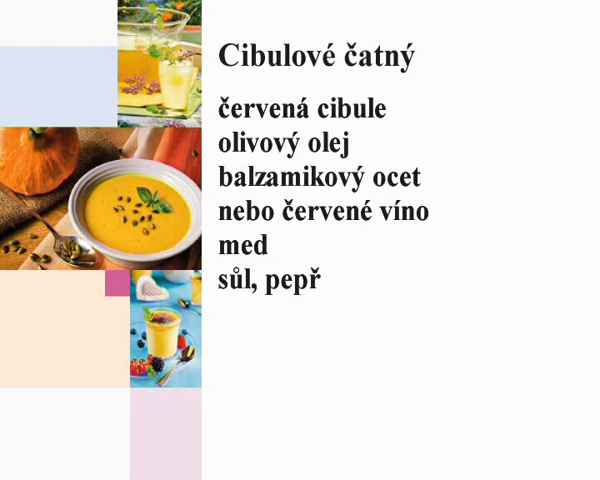 Cibulové čatný
červená cibule
olivový olej
balzamikový ocet
nebo červené víno
med
sůl, pepř